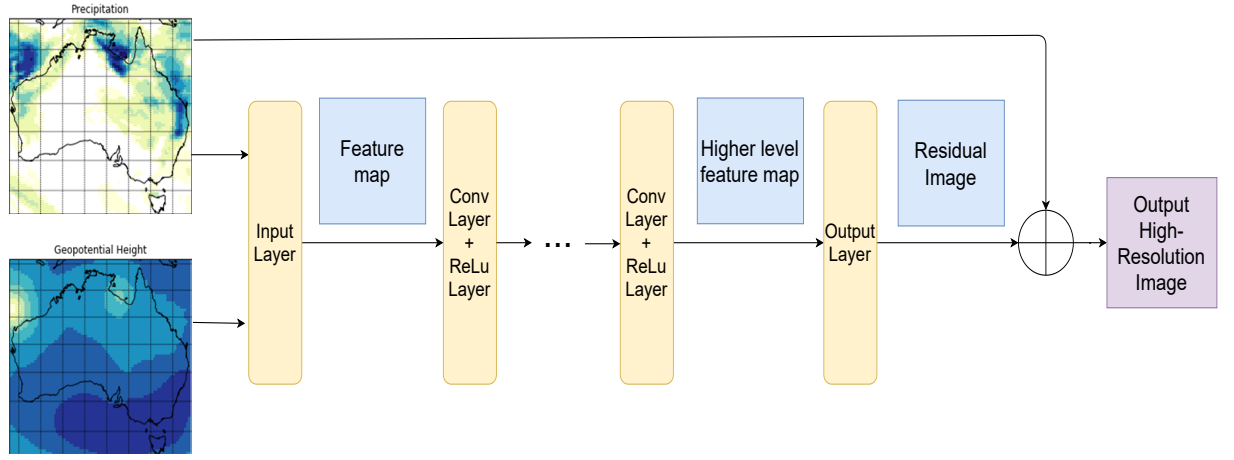 Precipitation
Geopotential Height
Input
Layer
Feature
map
Conv
Layer
+
ReLu
Layer
...
Conv
Layer
+
ReLu
Layer
Higher level
feature map
Output
Layer
Residual
Image
Output
High-
Resolution
Image